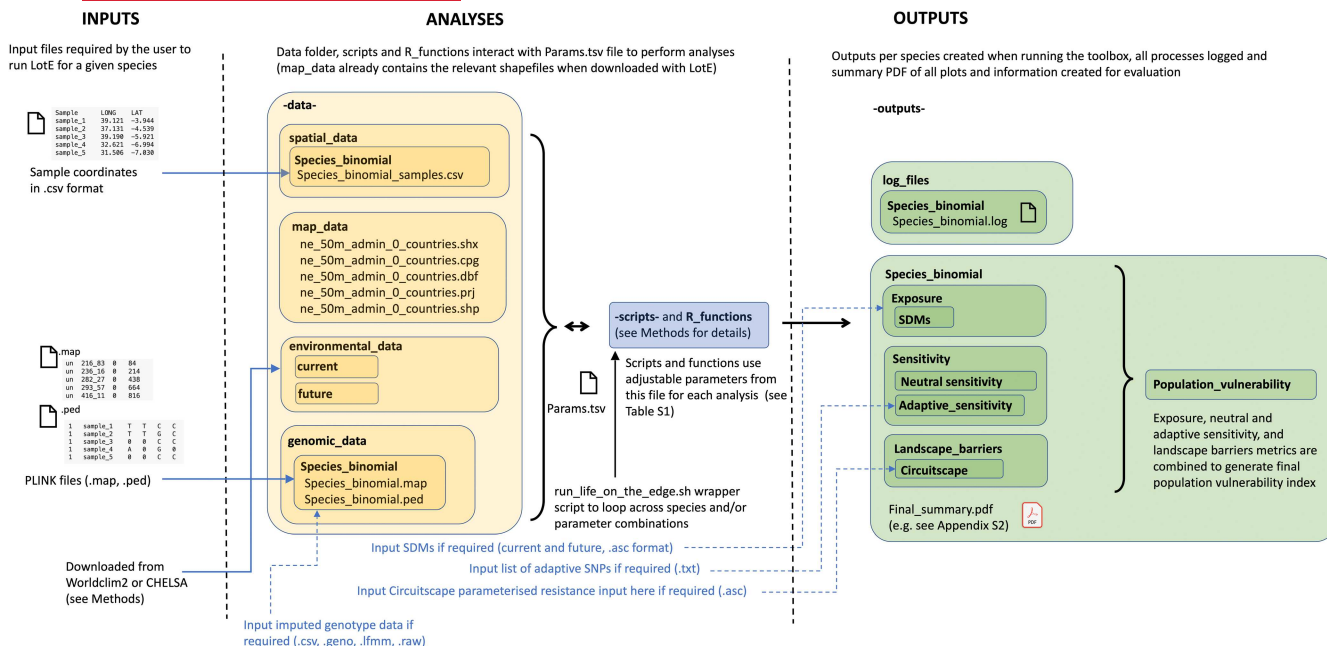 INPUTS
Input files required by the user to
run LotE for a given species
Sample LONG LAT
sample_1 39.121 −3.944
sample_2 37.131 −4.539
sample_3 39.190 −5.921
sample_4 32.621 −6.994
sample_5 31.506 −7.030
Sample coordinates
in .csv format
.map
un 216_83 0 84
un 236_16 0 214
un 282_27 0 438
un 293_57 0 664
un 416_11 0 816
.ped
1 sample_1 T T C C
1 sample_2 T T G C
1 sample_3 0 0 C C
1 sample_4 A 0 G 0
1 sample_5 0 0 C C
PLINK files (.map, .ped)
Downloaded from
Worldclim2 or CHELSA
(see Methods)
Input imputed genotype data if
required (.csv, .geno, .lfmm, .raw)
ANALYSES
Data folder, scripts and R_functions interact with Params.tsv file to perform analyses
(map_data already contains the relevant shapefiles when downloaded with LotE)
-data-
spatial_data
Species_binomial
Species_binomial_samples.csv
map_data
ne_50m_admin_0_countries.shx
ne_50m_admin_0_countries.cpg
ne_50m_admin_0_countries.dbf
ne_50m_admin_0_countries.prj
ne_50m_admin_0_countries.shp
environmental_data
current
future
genomic_data
Species_binomial
Species_binomial.map
Species_binomial.ped
-scripts- and R_functions
(see Methods for details)
Params.tsv
Scripts and functions use
adjustable parameters from
this file for each analysis (see
Table S1)
run_life_on_the_edge.sh wrapper
script to loop across species and/or
parameter combinations
Input SDMs if required (current and future, .asc format)
Input list of adaptive SNPs if required (.txt)
Input Circuitscape parameterised resistance input here if required (.asc)
OUTPUTS
Outputs per species created when running the toolbox, all processes logged and
summary PDF of all plots and information created for evaluation
-outputs-
log_files
Species_binomial
Species_binomial.log
Species_binomial
Exposure
SDMs
Sensitivity
Neutral sensitivity
Adaptive_sensitivity
Landscape_barriers
Circuitscape
Final_summary.pdf
(e.g. see Appendix S2)
PDF
Population_vulnerability
Exposure, neutral and
adaptive sensitivity, and
landscape barriers metrics are
combined to generate final
population vulnerability index